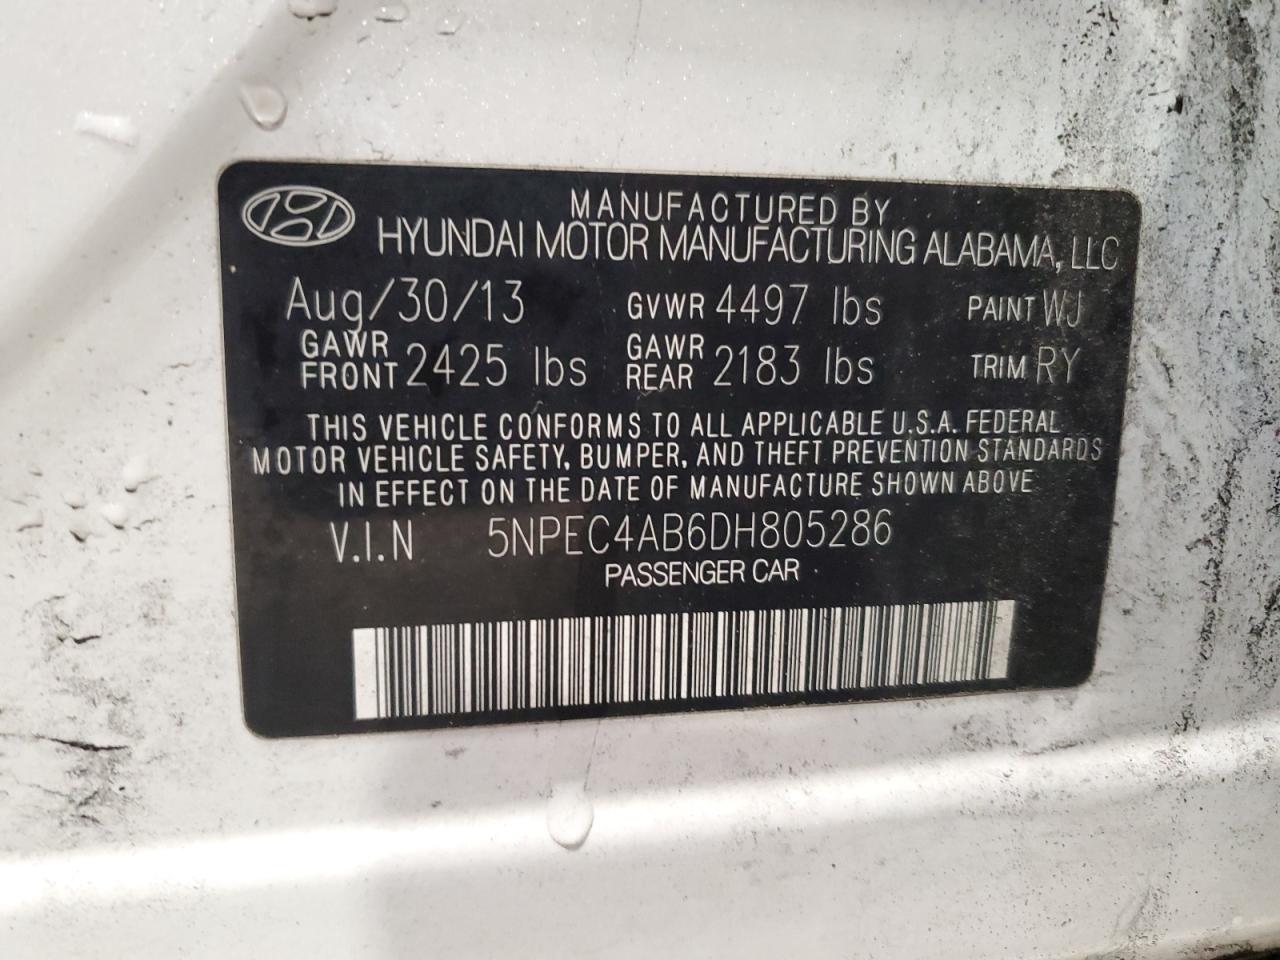 MANUFACTURED BY
HYUNDAI MOTOR MANUFACTURING ALABAMA, LLC
Aug/30/13 GVWR 4497 lbs PAINT WJ
GAWR FRONT 2425 lbs GAWR REAR 2183 lbs TRIM RY
THIS VEHICLE CONFORMS TO ALL APPLICABLE U.S.A. FEDERAL
MOTOR VEHICLE SAFETY, BUMPER, AND THEFT PREVENTION STANDARDS
IN EFFECT ON THE DATE OF MANUFACTURE SHOWN ABOVE
V.I.N 5NPEC4AB6DH805286
PASSENGER CAR